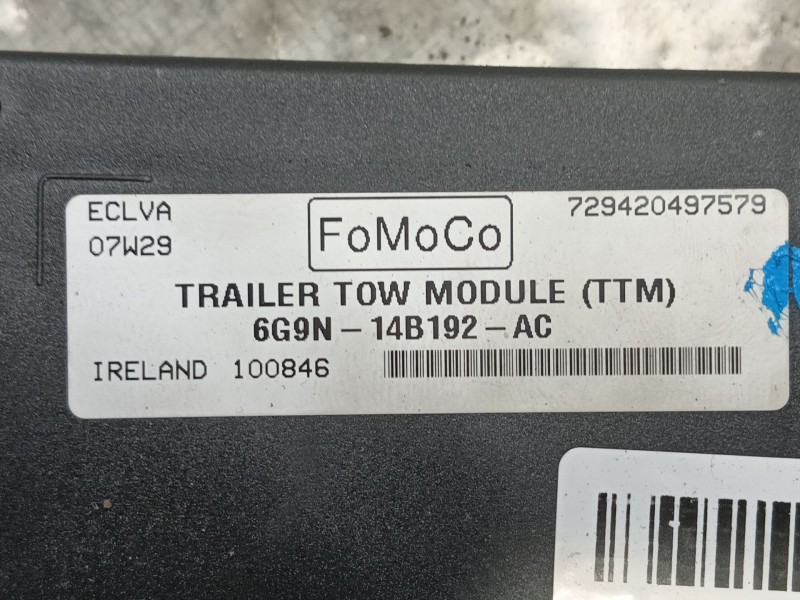 ECLVA
07W29
FoMoCo
729420497579
TRAILER TOW MODULE (TTM)
6G9N-14B192-AC
IRELAND 100846